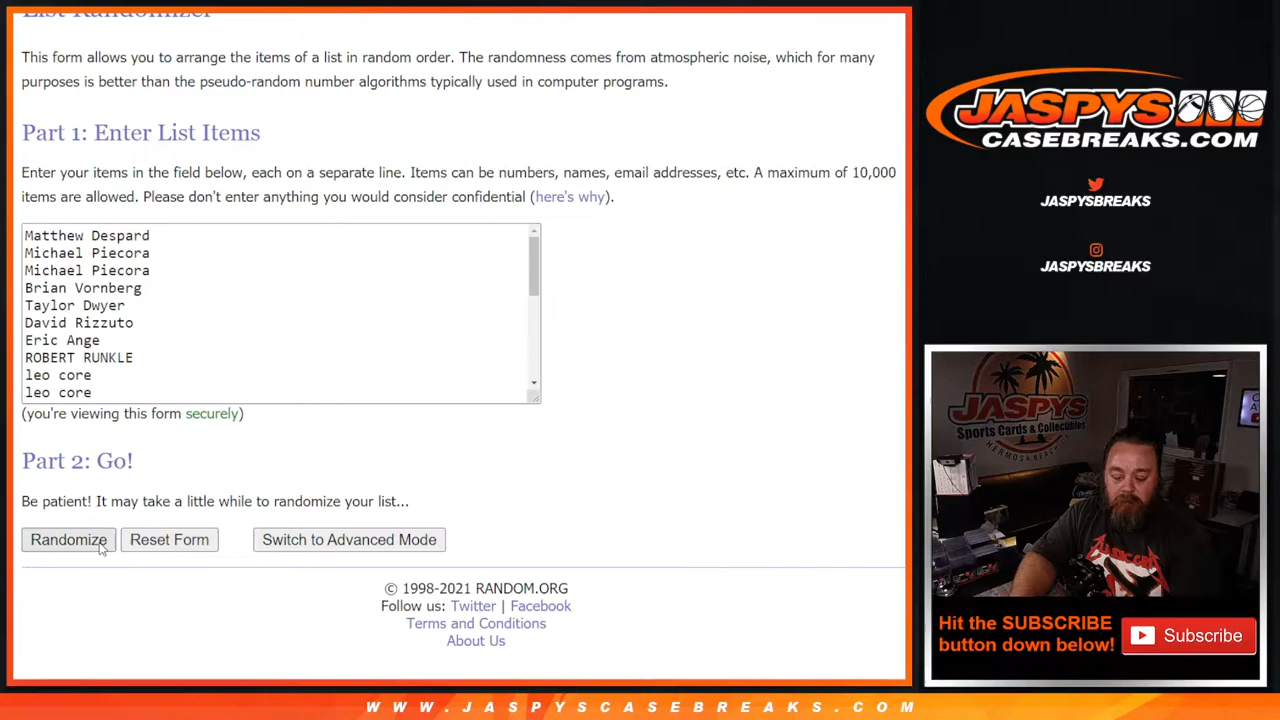 List Randomizer
This form allows you to arrange the items of a list in random order. The randomness comes from atmospheric noise, which for many
purposes is better than the pseudo-random number algorithms typically used in computer programs.
Part 1: Enter List Items
Enter your items in the field below, each on a separate line. Items can be numbers, names, email addresses, etc. A maximum of 10,000
items are allowed. Please don't enter anything you would consider confidential (here's why).
Matthew Despard
Michael Piecora
Michael Piecora
Brian Vornberg
Taylor Dwyer
David Rizzuto
Eric Ange
ROBERT RUNKLE
leo core
leo core
(you're viewing this form securely)
Part 2: Go!
Be patient! It may take a little while to randomize your list...
Randomize
Reset Form
Switch to Advanced Mode
© 1998-2021 RANDOM.ORG
Follow us: Twitter | Facebook
Terms and Conditions
About Us
JASPYS
CASEBREAKS.COM
JASPYSBREAKS
JASPYSBREAKS
JASPYS
Sports Cards & Collectibles
HERMOSA BEACH
Hit the SUBSCRIBE
button down below!
Subscribe
WWW.JASPYSCASEBREAKS.COM